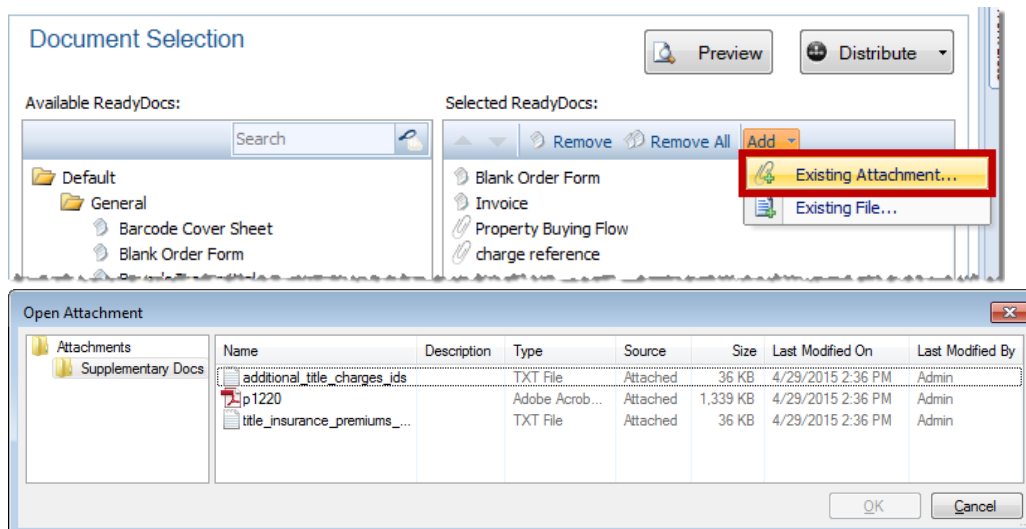 Document Selection
Preview
Distribute
Available ReadyDocs:
Selected ReadyDocs:
Search
Remove
Remove All
Add
Existing Attachment...
Existing File...
Default
General
Barcode Cover Sheet
Blank Order Form
Blank Order Form
Invoice
Property Buying Flow
charge reference
Open Attachment
Attachments
Supplementary Docs
Name Description Type Source Size Last Modified On Last Modified By
additional_title_charges_ids TXT File Attached 36 KB 4/29/2015 2:36 PM Admin
p1220 Adobe Acrob... Attached 1,339 KB 4/29/2015 2:36 PM Admin
title_insurance_premiums_... TXT File Attached 36 KB 4/29/2015 2:36 PM Admin
OK
Cancel